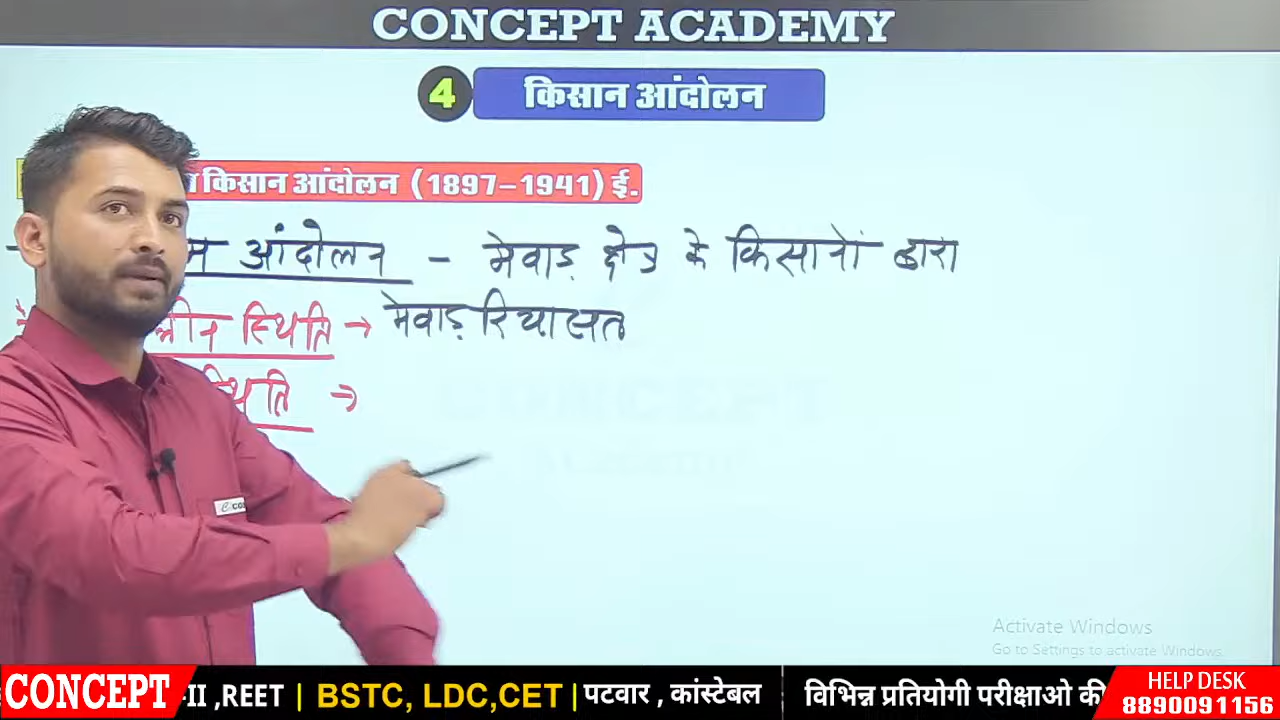 CONCEPT ACADEMY
4 किसान आंदोलन
किसान आंदोलन (1897-1941) ई.
आंदोलन - मेवाड़ क्षेत्र के किसानों द्वारा
स्थिति → मेवाड़ रियासत
→
Activate Windows
Go to Settings to activate Windows.
CONCEPT -II ,REET | BSTC, LDC,CET | पटवार , कांस्टेबल विभिन्न प्रतियोगी परीक्षाओ की HELP DESK
8890091156